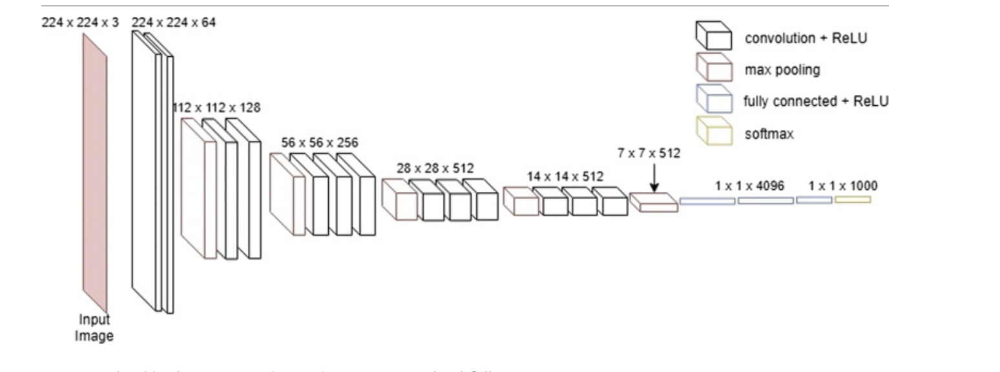 224 x 224 x 3
224 x 224 x 64
112 x 112 x 128
56 x 56 x 256
28 x 28 x 512
14 x 14 x 512
7 x 7 x 512
1 x 1 x 4096
1 x 1 x 1000
convolution + ReLU
max pooling
fully connected + ReLU
softmax
Input
Image